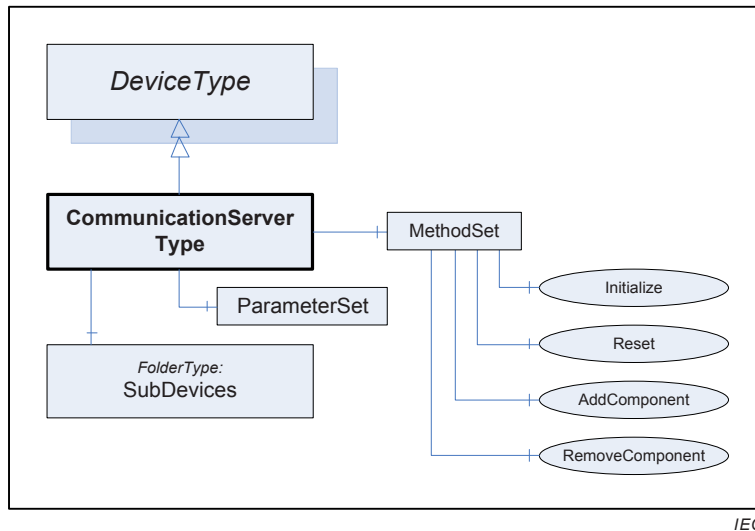 DeviceType
CommunicationServer
Type
MethodSet
Initialize
ParameterSet
Reset
FolderType:
SubDevices
AddComponent
RemoveComponent